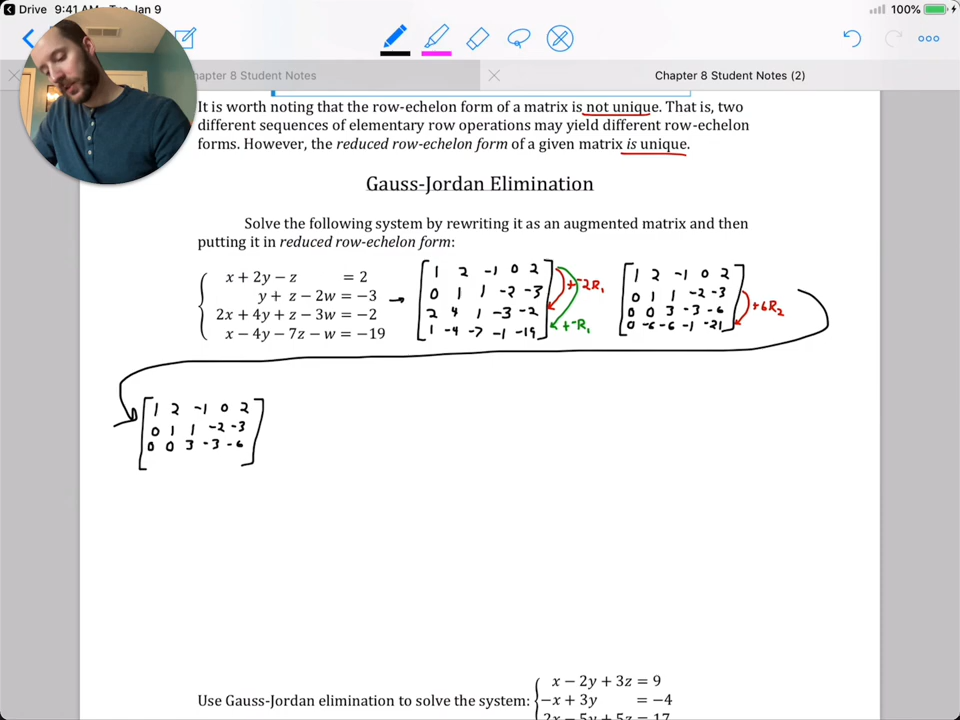 Drive 9:41 AM Tue Jan 9 100%
Chapter 8 Student Notes Chapter 8 Student Notes (2)
It is worth noting that the row-echelon form of a matrix is not unique. That is, two
different sequences of elementary row operations may yield different row-echelon
forms. However, the reduced row-echelon form of a given matrix is unique.
Gauss-Jordan Elimination
Solve the following system by rewriting it as an augmented matrix and then
putting it in reduced row-echelon form:
x + 2y − z = 2
y + z − 2w = −3
2x + 4y + z − 3w = −2
x − 4y − 7z − w = −19
1 2 -1 0 2
0 1 1 -2 -3
2 4 1 -3 -2
1 -4 -7 -1 -19
+-2R₁
+-R₁
1 2 -1 0 2
0 1 1 -2 -3
0 0 3 -3 -6
0 -6 -6 -1 -21
+6R₂
1 2 -1 0 2
0 1 1 -2 -3
0 0 3 -3 -6
Use Gauss-Jordan elimination to solve the system:
x − 2y + 3z = 9
−x + 3y = −4
2x − 5y + 5z = 17